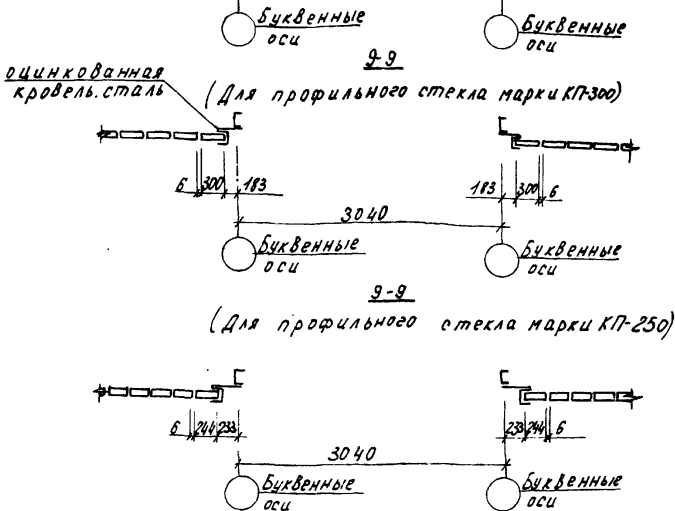 Буквенные
оси
Буквенные
оси
9-9
(Для профильного стекла марки КП-300)
оцинкованная
кровель. сталь
6 300 183
183 300 6
3040
Буквенные
оси
Буквенные
оси
9-9
(Для профильного стекла марки КП-250)
6 244 233
233 244 6
3040
Буквенные
оси
Буквенные
оси